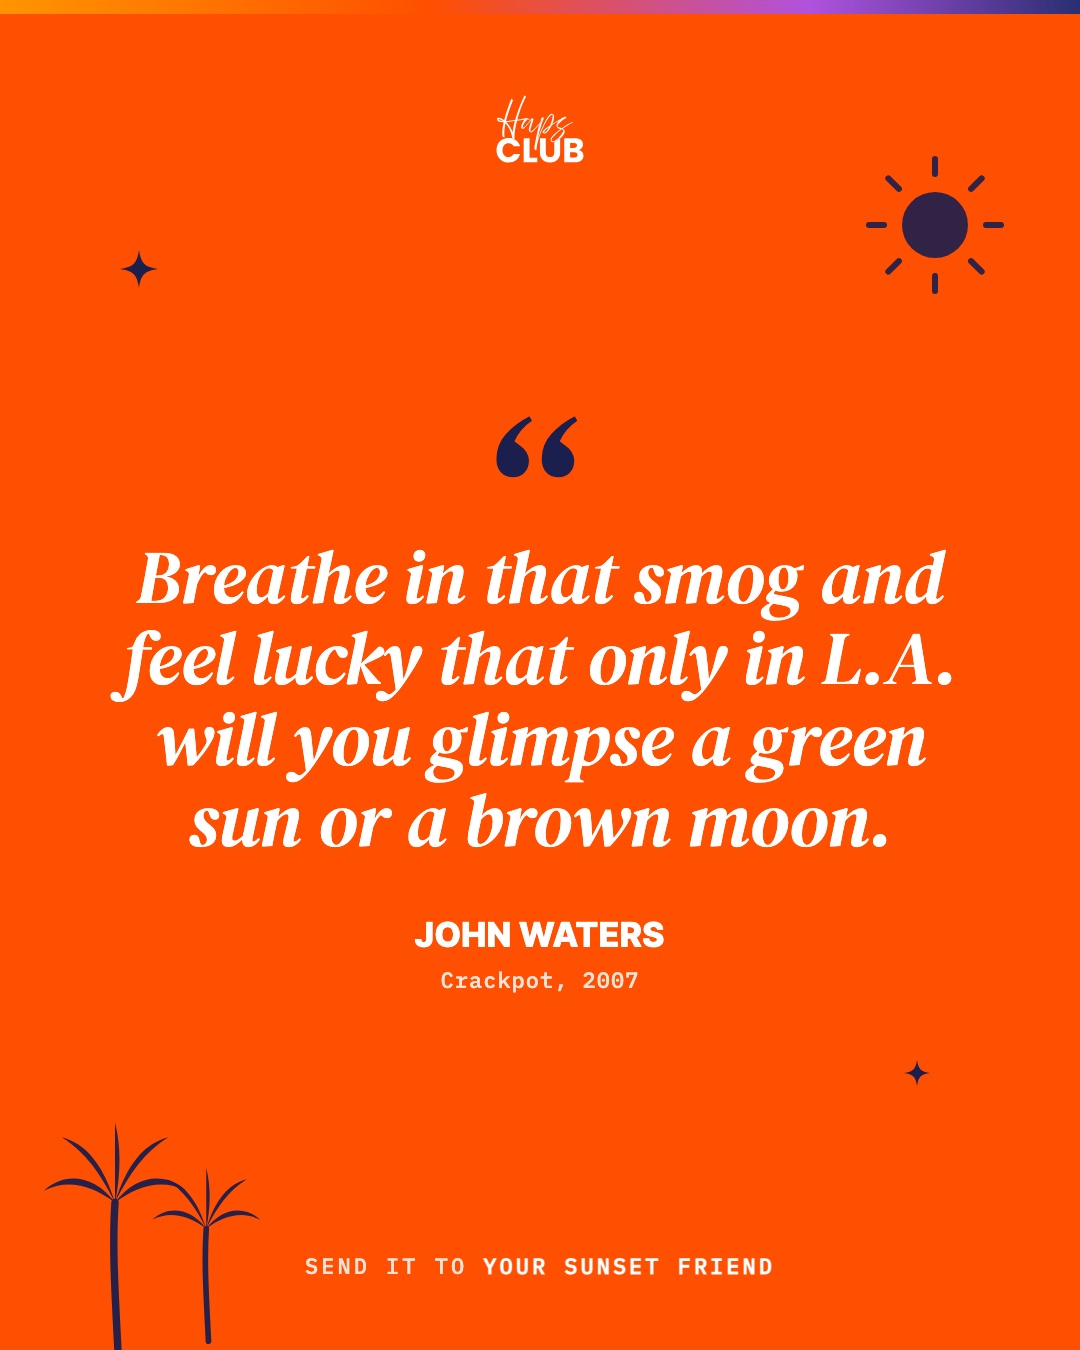 Haps
CLUB
“
Breathe in that smog and
feel lucky that only in L.A.
will you glimpse a green
sun or a brown moon.
JOHN WATERS
Crackpot, 2007
SEND IT TO YOUR SUNSET FRIEND